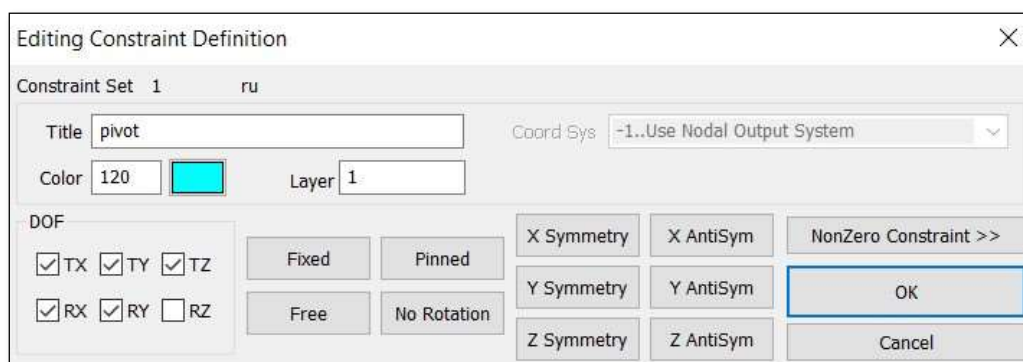 Editing Constraint Definition
Constraint Set 1 ru
Title pivot Coord Sys -1..Use Nodal Output System
Color 120 Layer 1
DOF
TX TY TZ
RX RY RZ
Fixed Pinned
Free No Rotation
X Symmetry X AntiSym
Y Symmetry Y AntiSym
Z Symmetry Z AntiSym
NonZero Constraint >>
OK
Cancel